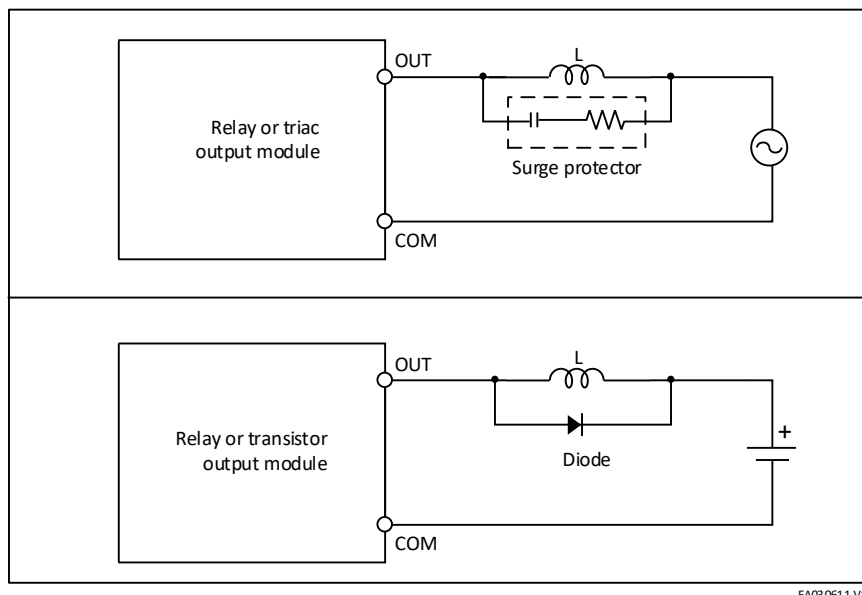 OUT
L
Relay or triac
output module
Surge protector
COM
OUT
L
Relay or transistor
output module
+
Diode
COM